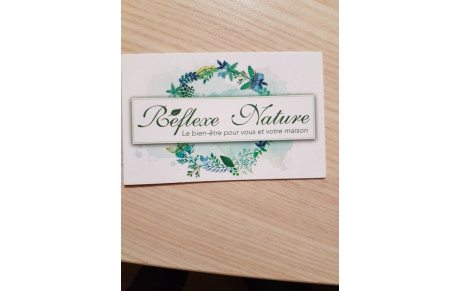 Réflexe Nature
Le bien-être pour vous et votre maison